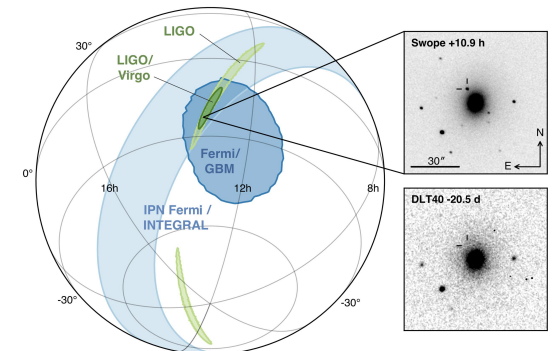 LIGO
LIGO/
Virgo
Fermi/
GBM
IPN Fermi /
INTEGRAL
30°
0°
-30°
-30°
16h
12h
8h
Swope +10.9 h
30"
N
E
DLT40 -20.5 d